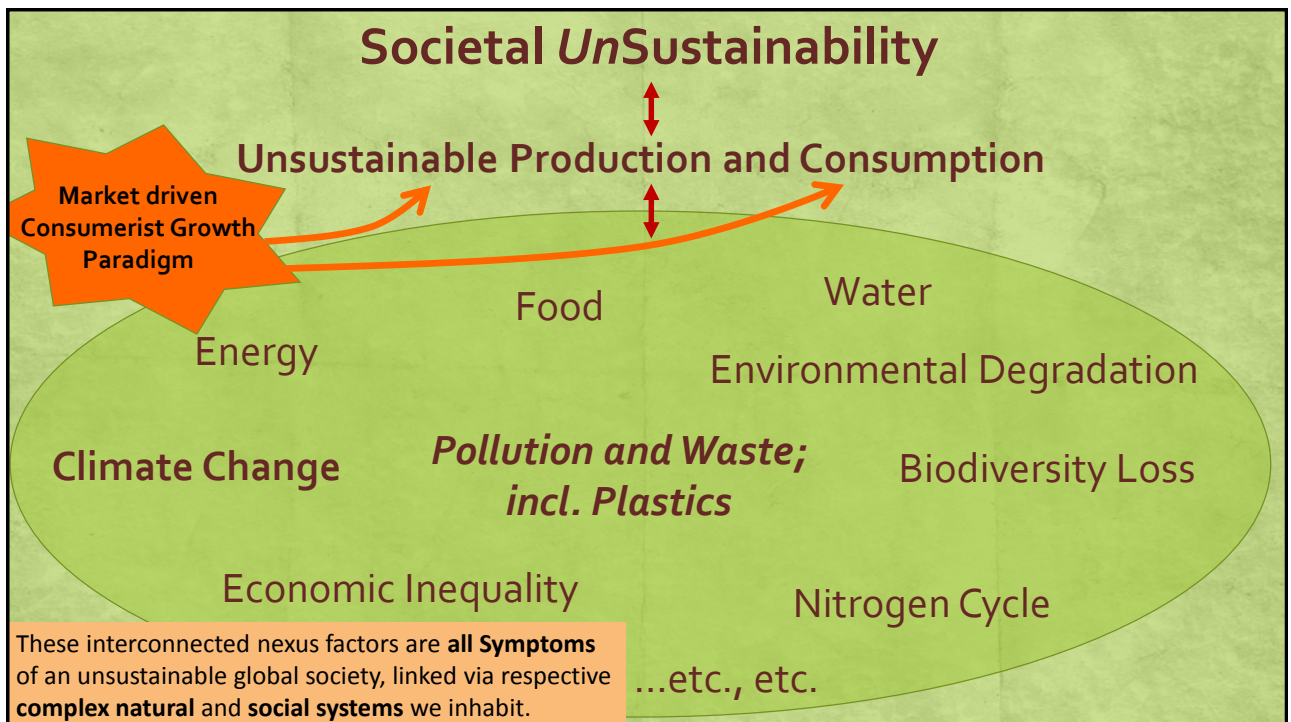 Societal UnSustainability
Unsustainable Production and Consumption
Market driven
Consumerist Growth
Paradigm
Food
Water
Energy
Environmental Degradation
Climate Change
Pollution and Waste;
incl. Plastics
Biodiversity Loss
Economic Inequality
Nitrogen Cycle
These interconnected nexus factors are all Symptoms
of an unsustainable global society, linked via respective
complex natural and social systems we inhabit.
...etc., etc.